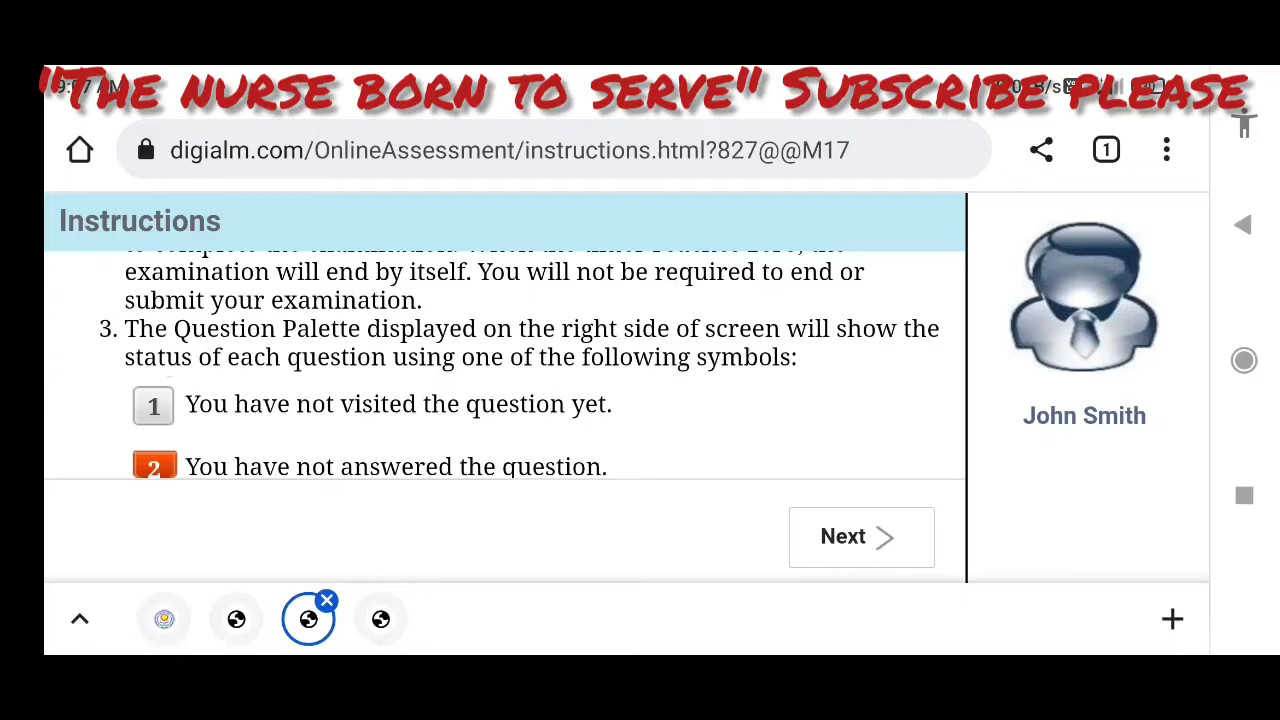 "The nurse born to serve" Subscribe please
digialm.com/OnlineAssessment/instructions.html?827@@M17
1
Instructions
examination will end by itself. You will not be required to end or
submit your examination.
3. The Question Palette displayed on the right side of screen will show the
status of each question using one of the following symbols:
1 You have not visited the question yet.
2 You have not answered the question.
John Smith
Next